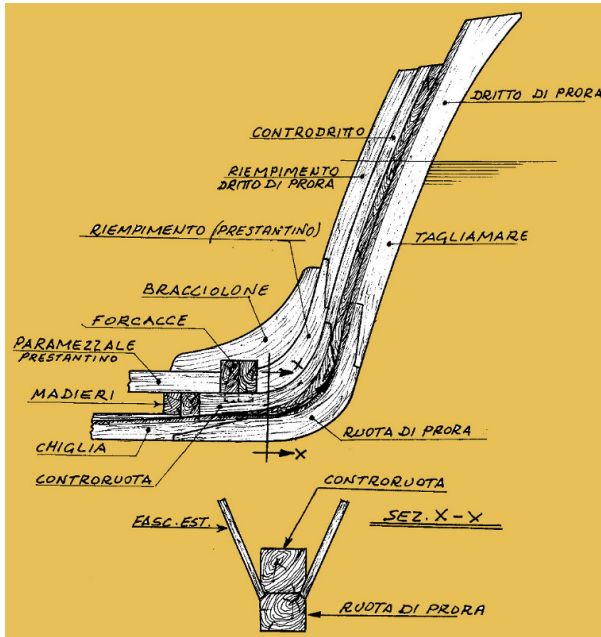 DRITTO DI PRORA
CONTRODRITTO
RIEMPIMENTO
DRITTO DI PRORA
RIEMPIMENTO (PRESTANTINO)
TAGLIAMARE
BRACCIOLONE
FORCACCE
PARAMEZZALE
PRESTANTINO
X
MADIERI
RUOTA DI PRORA
CHIGLIA
X
CONTRORUOTA
CONTRORUOTA
FASC. EST.
SEZ. X-X
RUOTA DI PRORA